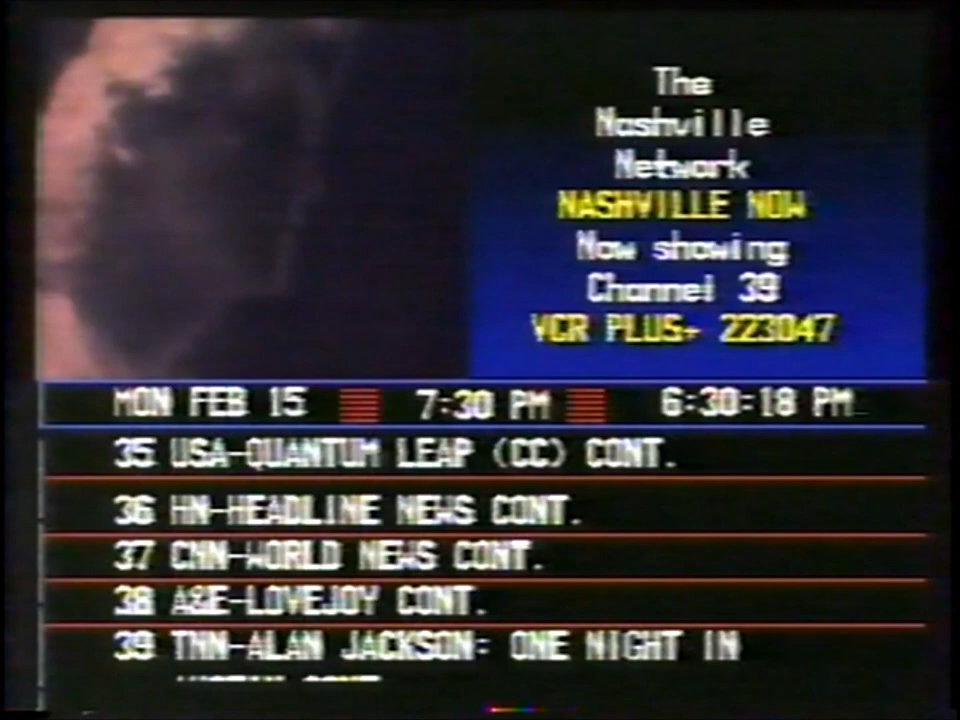 The
Nashville
Network
NASHVILLE NOW
Now showing
Channel 39
VCR PLUS+ 223047
MON FEB 15 7:30 PM 6:30:18 PM
35 USA-QUANTUM LEAP (CC) CONT.
36 HN-HEADLINE NEWS CONT.
37 CNN-WORLD NEWS CONT.
38 A&E-LOVEJOY CONT.
39 TNN-ALAN JACKSON: ONE NIGHT IN